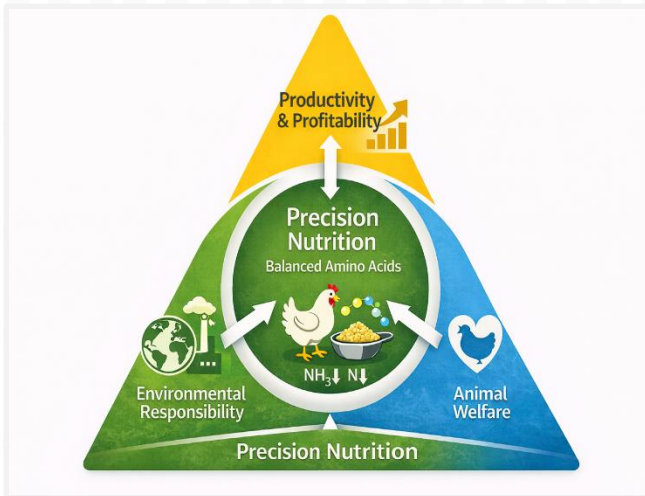 Productivity
& Profitability
Precision
Nutrition
Balanced Amino Acids
NH₃⬇ N⬇
Environmental
Responsibility
Animal
Welfare
Precision Nutrition